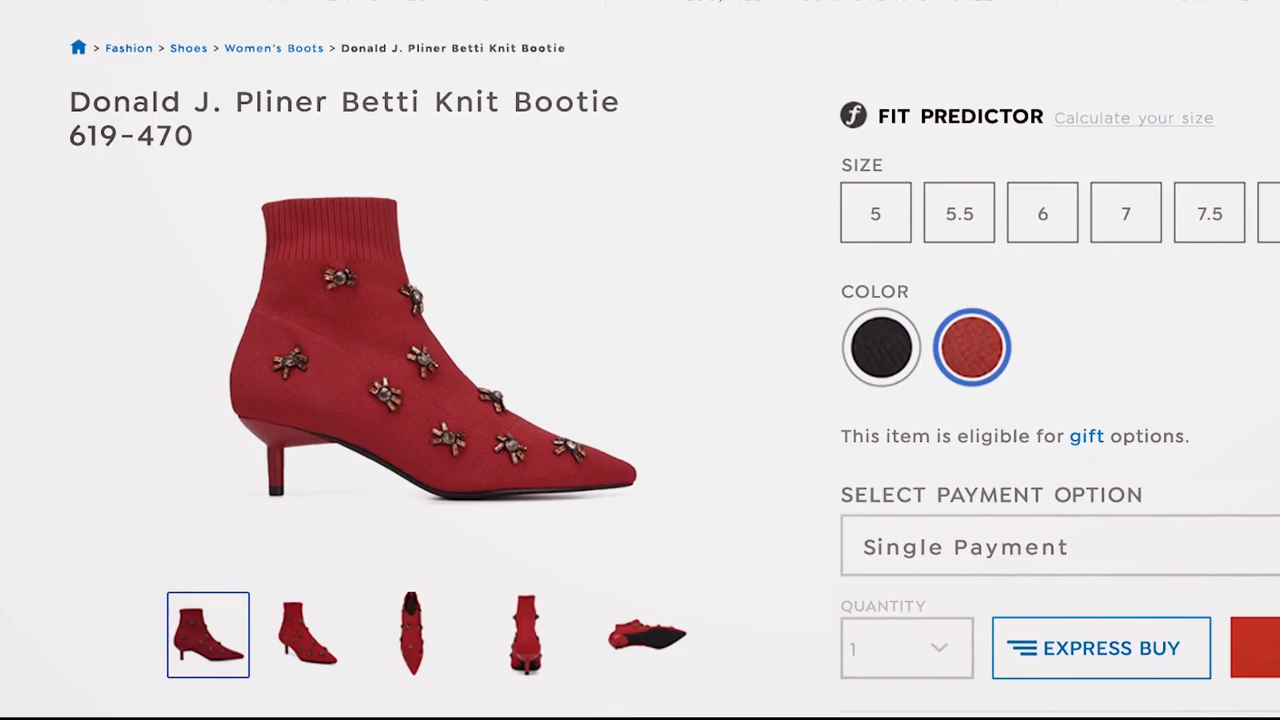 > Fashion > Shoes > Women's Boots > Donald J. Pliner Betti Knit Bootie
Donald J. Pliner Betti Knit Bootie
619-470
f FIT PREDICTOR Calculate your size
SIZE
5 5.5 6 7 7.5
COLOR
This item is eligible for gift options.
SELECT PAYMENT OPTION
Single Payment
QUANTITY
1
EXPRESS BUY